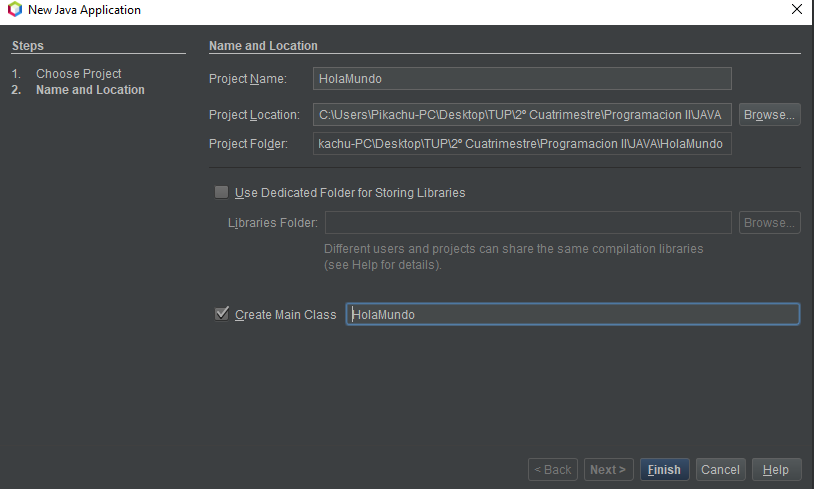 New Java Application
Steps
1. Choose Project
2. Name and Location
Name and Location
Project Name: HolaMundo
Project Location: C:\Users\Pikachu-PC\Desktop\TUP\2º Cuatrimestre\Programacion II\JAVA Browse...
Project Folder: kachu-PC\Desktop\TUP\2º Cuatrimestre\Programacion II\JAVA\HolaMundo
Use Dedicated Folder for Storing Libraries
Libraries Folder: Browse...
Different users and projects can share the same compilation libraries
(see Help for details).
Create Main Class HolaMundo
< Back Next > Finish Cancel Help